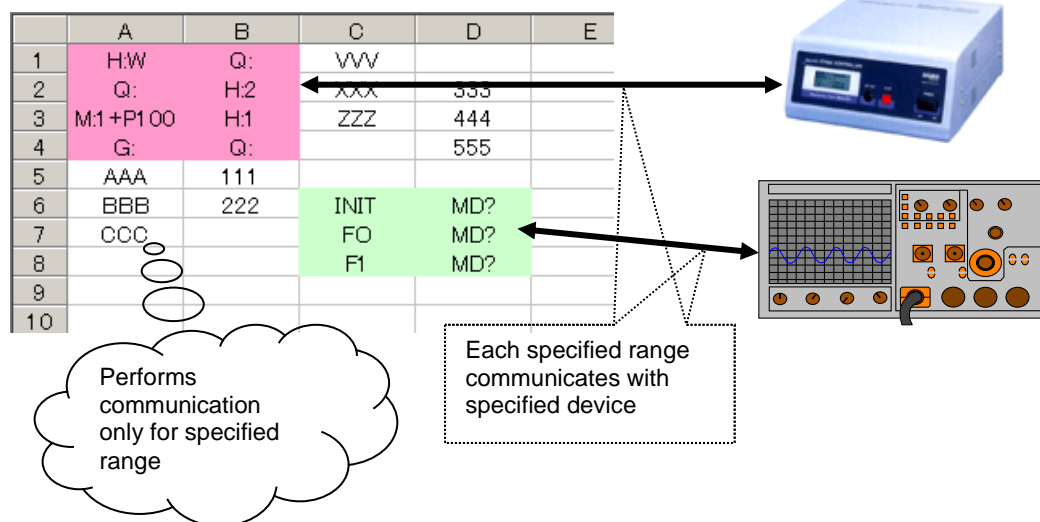 A B C D E
1 H:W Q: VVV
2 Q: H:2 XXX 333
3 M:1+P100 H:1 ZZZ 444
4 G: Q: 555
5 AAA 111
6 BBB 222 INIT MD?
7 CCC FO MD?
8 F1 MD?
9
10
Performs
communication
only for specified
range
Each specified range
communicates with
specified device